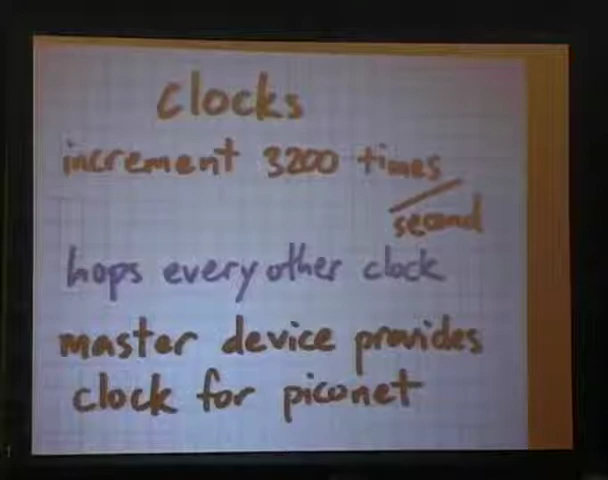 clocks
increment 3200 times
/second
hops every other clock
master device provides
clock for piconet